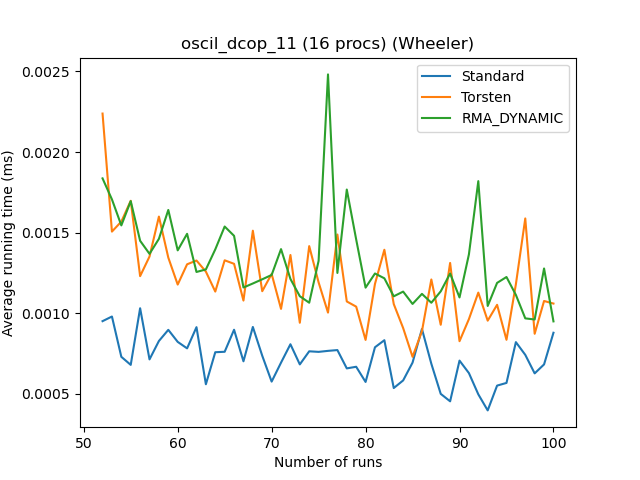 oscil_dcop_11 (16 procs) (Wheeler)
Standard
Torsten
RMA_DYNAMIC
Average running time (ms)
0.0025
0.0020
0.0015
0.0010
0.0005
50 60 70 80 90 100
Number of runs